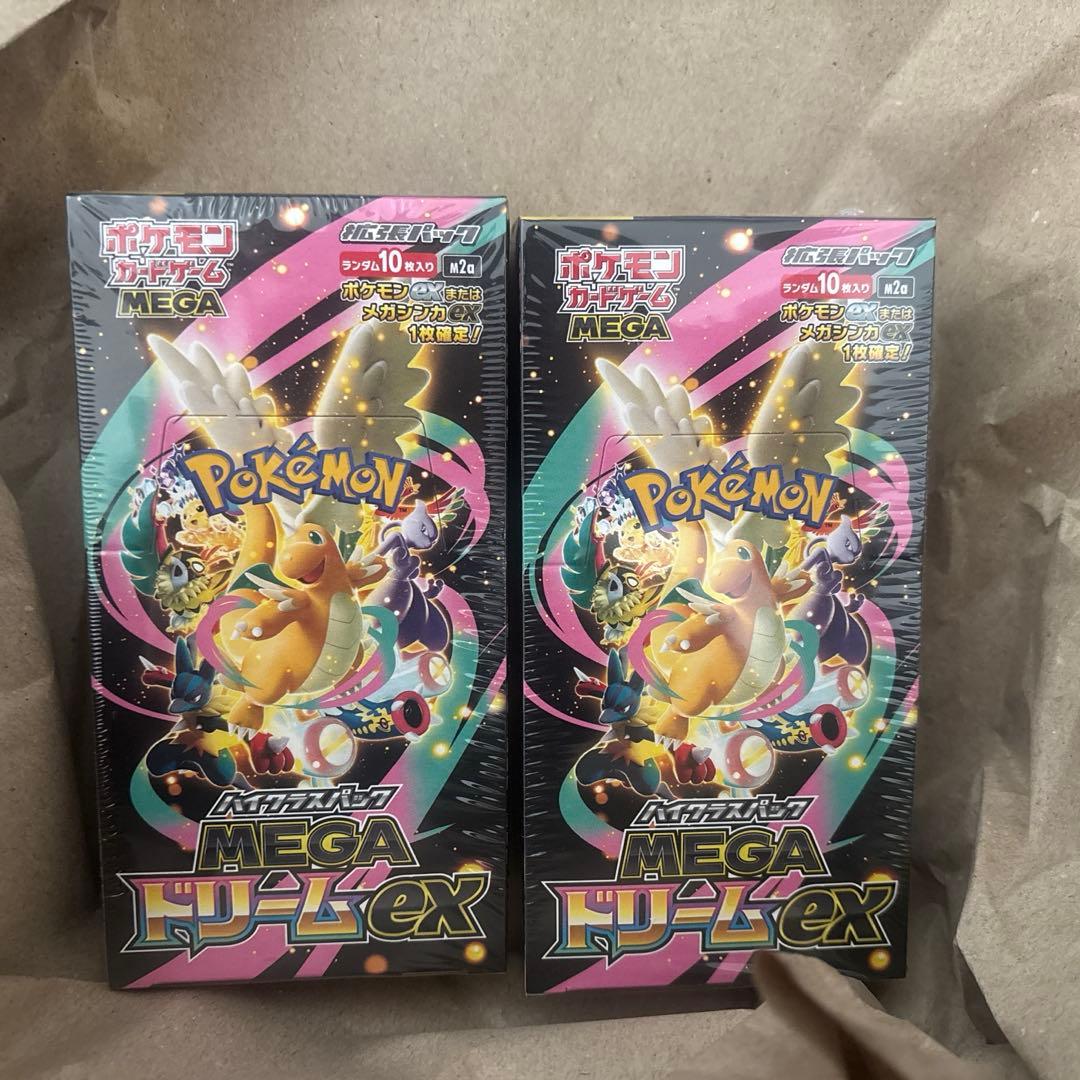 ポケモン
カードゲーム™
MEGA
拡張パック
ランダム10枚入り M2a
ポケモンexまたは
メガシンカex
1枚確定!
POKÉMON™
ハイクラスパック
MEGA
ドリームex
ポケモン
カードゲーム™
MEGA
拡張パック
ランダム10枚入り M2a
ポケモンexまたは
メガシンカex
1枚確定!
POKÉMON™
ハイクラスパック
MEGA
ドリームex